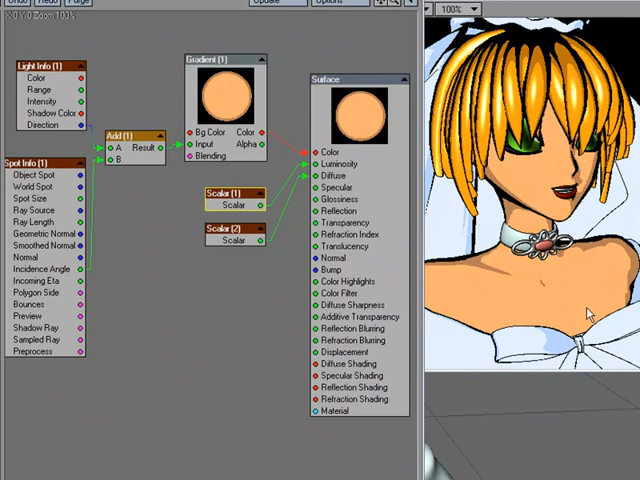 Undo Redo Purge Update Options
X:0 Y:0 Zoom:100%
100%
Light Info (1)
Color
Range
Intensity
Shadow Color
Direction
Spot Info (1)
Object Spot
World Spot
Spot Size
Ray Source
Ray Length
Geometric Normal
Smoothed Normal
Normal
Incidence Angle
Incoming Eta
Polygon Side
Bounces
Preview
Shadow Ray
Sampled Ray
Preprocess
Add (1)
A Result
B
Gradient (1)
Bg Color Color
Input Alpha
Blending
Scalar (1)
Scalar
Scalar (2)
Scalar
Surface
Color
Luminosity
Diffuse
Specular
Glossiness
Reflection
Transparency
Refraction Index
Translucency
Normal
Bump
Color Highlights
Color Filter
Diffuse Sharpness
Additive Transparency
Reflection Blurring
Refraction Blurring
Displacement
Diffuse Shading
Specular Shading
Reflection Shading
Refraction Shading
Material